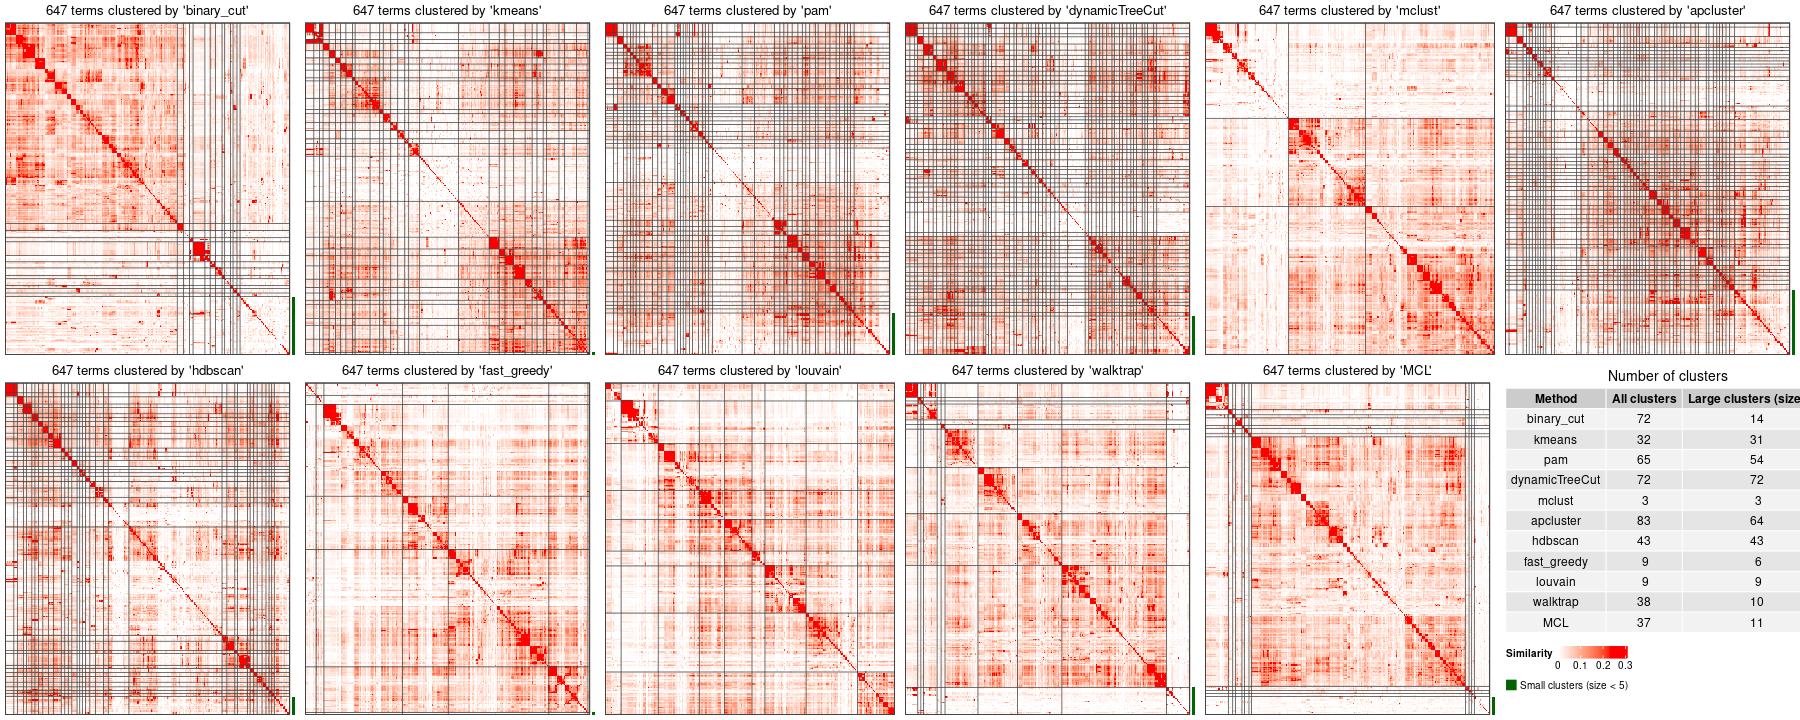 647 terms clustered by 'binary_cut'
647 terms clustered by 'kmeans'
647 terms clustered by 'pam'
647 terms clustered by 'dynamicTreeCut'
647 terms clustered by 'mclust'
647 terms clustered by 'apcluster'
647 terms clustered by 'hdbscan'
647 terms clustered by 'fast_greedy'
647 terms clustered by 'louvain'
647 terms clustered by 'walktrap'
647 terms clustered by 'MCL'
Number of clusters
Method All clusters Large clusters (size
binary_cut 72 14
kmeans 32 31
pam 65 54
dynamicTreeCut 72 72
mclust 3 3
apcluster 83 64
hdbscan 43 43
fast_greedy 9 6
louvain 9 9
walktrap 38 10
MCL 37 11
Similarity
0 0.1 0.2 0.3
Small clusters (size < 5)